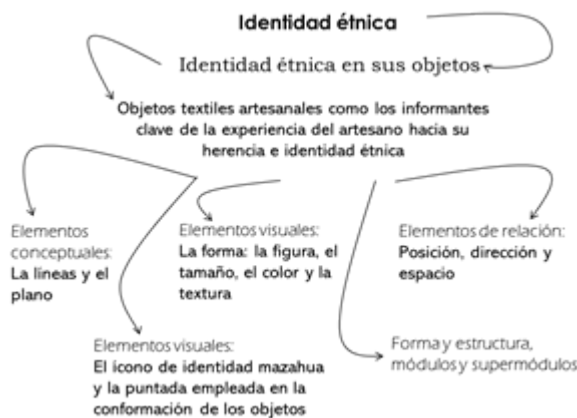 Identidad étnica
Identidad étnica en sus objetos
Objetos textiles artesanales como los informantes
clave de la experiencia del artesano hacia su
herencia e identidad étnica
Elementos
conceptuales:
La líneas y el
plano
Elementos visuales:
La forma: la figura, el
tamaño, el color y la
textura
Elementos de relación:
Posición, dirección y
espacio
Elementos visuales:
El ícono de identidad mazahua
y la puntada empleada en la
conformación de los objetos
Forma y estructura,
módulos y supermódulos